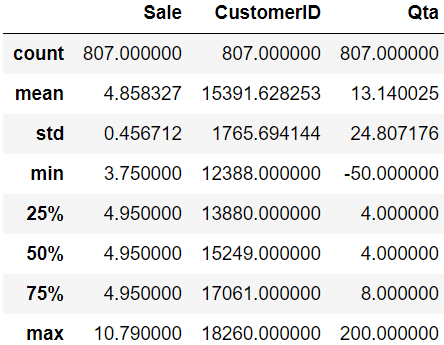 Sale CustomerID Qta
count 807.000000 807.000000 807.000000
mean 4.858327 15391.628253 13.140025
std 0.456712 1765.694144 24.807176
min 3.750000 12388.000000 -50.000000
25% 4.950000 13880.000000 4.000000
50% 4.950000 15249.000000 4.000000
75% 4.950000 17061.000000 8.000000
max 10.790000 18260.000000 200.000000